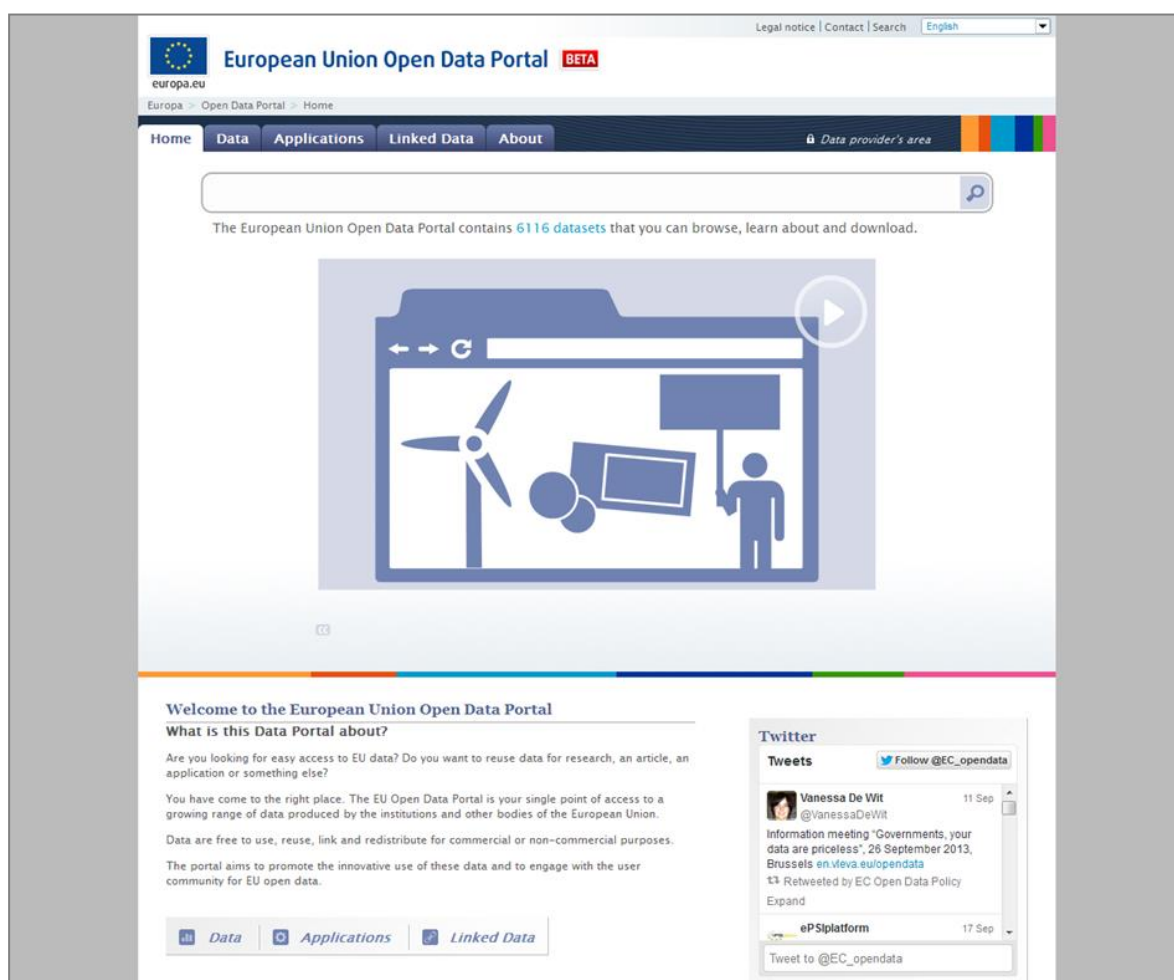 Legal notice | Contact | Search English
European Union Open Data Portal BETA
europa.eu
Europa > Open Data Portal > Home
Home Data Applications Linked Data About Data provider's area
The European Union Open Data Portal contains 6116 datasets that you can browse, learn about and download.
cc
Welcome to the European Union Open Data Portal
What is this Data Portal about?
Are you looking for easy access to EU data? Do you want to reuse data for research, an article, an
application or something else?
You have come to the right place. The EU Open Data Portal is your single point of access to a
growing range of data produced by the institutions and other bodies of the European Union.
Data are free to use, reuse, link and redistribute for commercial or non-commercial purposes.
The portal aims to promote the innovative use of these data and to engage with the user
community for EU open data.
Data Applications Linked Data
Twitter
Tweets Follow @EC_opendata
Vanessa De Wit 11 Sep
@VanessaDeWit
Information meeting "Governments, your
data are priceless", 26 September 2013,
Brussels en.vleva.eu/opendata
Retweeted by EC Open Data Policy
Expand
ePSIplatform 17 Sep
Tweet to @EC_opendata